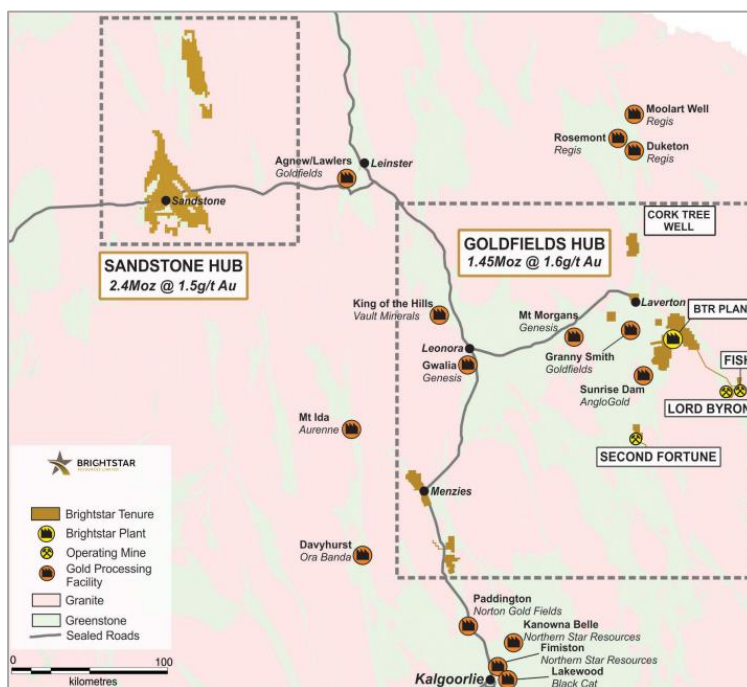 Moolart Well
Regis
Rosemont
Regis
Duketon
Regis
Agnew/Lawlers
Goldfields
Leinster
Sandstone
CORK TREE
WELL
SANDSTONE HUB
2.4Moz @ 1.5g/t Au
GOLDFIELDS HUB
1.45Moz @ 1.6g/t Au
Laverton
BTR PLAN
King of the Hills
Vault Minerals
Mt Morgans
Genesis
Leonora
Granny Smith
Goldfields
FISH
Gwalia
Genesis
Sunrise Dam
AngloGold
LORD BYRON
Mt Ida
Aurenne
SECOND FORTUNE
BRIGHTSTAR
Menzies
Brightstar Tenure
Brightstar Plant
Operating Mine
Gold Processing
Facility
Granite
Greenstone
Sealed Roads
0 100
kilometres
Davyhurst
Ora Banda
Paddington
Norton Gold Fields
Kanowna Belle
Northern Star Resources
Fimiston
Northern Star Resources
Kalgoorlie
Lakewood
Black Cat